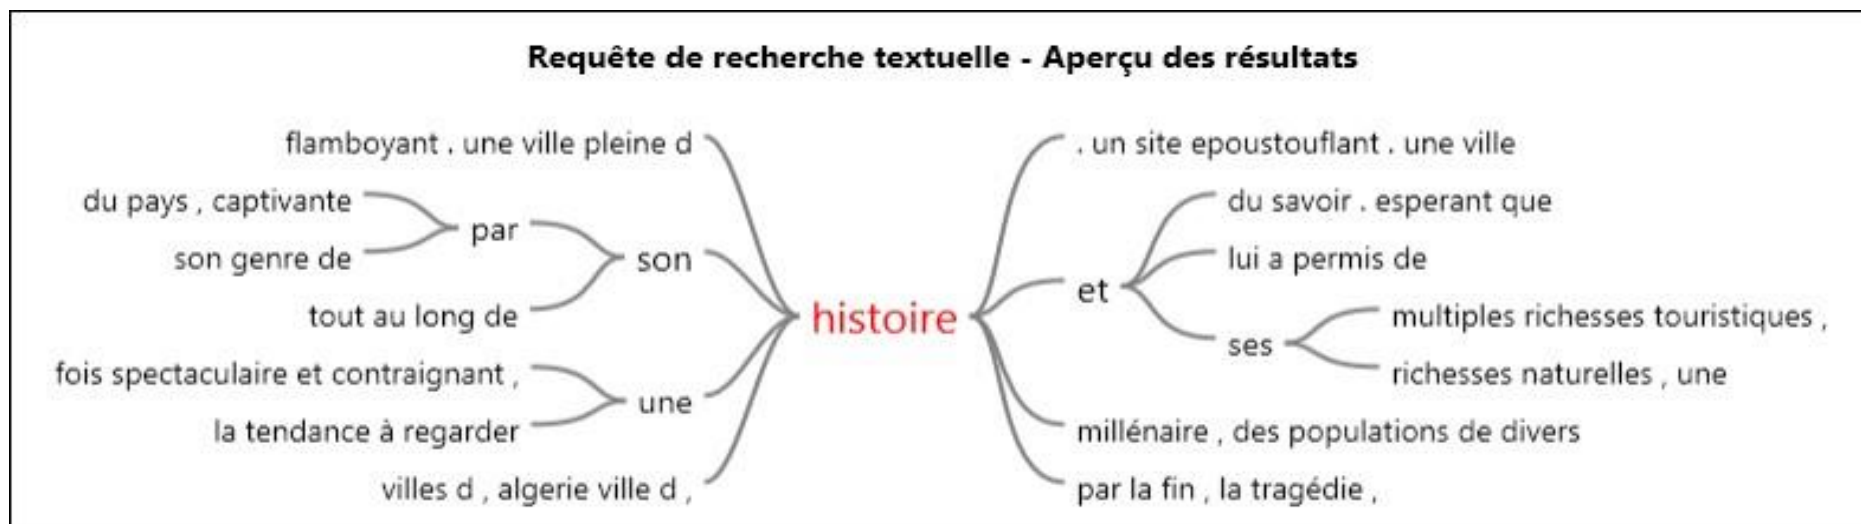 Requête de recherche textuelle - Aperçu des résultats
flamboyant . une ville pleine d
du pays , captivante
par
son genre de
son
tout au long de
fois spectaculaire et contraignant ,
une
la tendance à regarder
villes d , algerie ville d ,
histoire
. un site epoustouflant . une ville
du savoir . esperant que
lui a permis de
et
multiples richesses touristiques ,
ses
richesses naturelles , une
millénaire , des populations de divers
par la fin , la tragédie ,